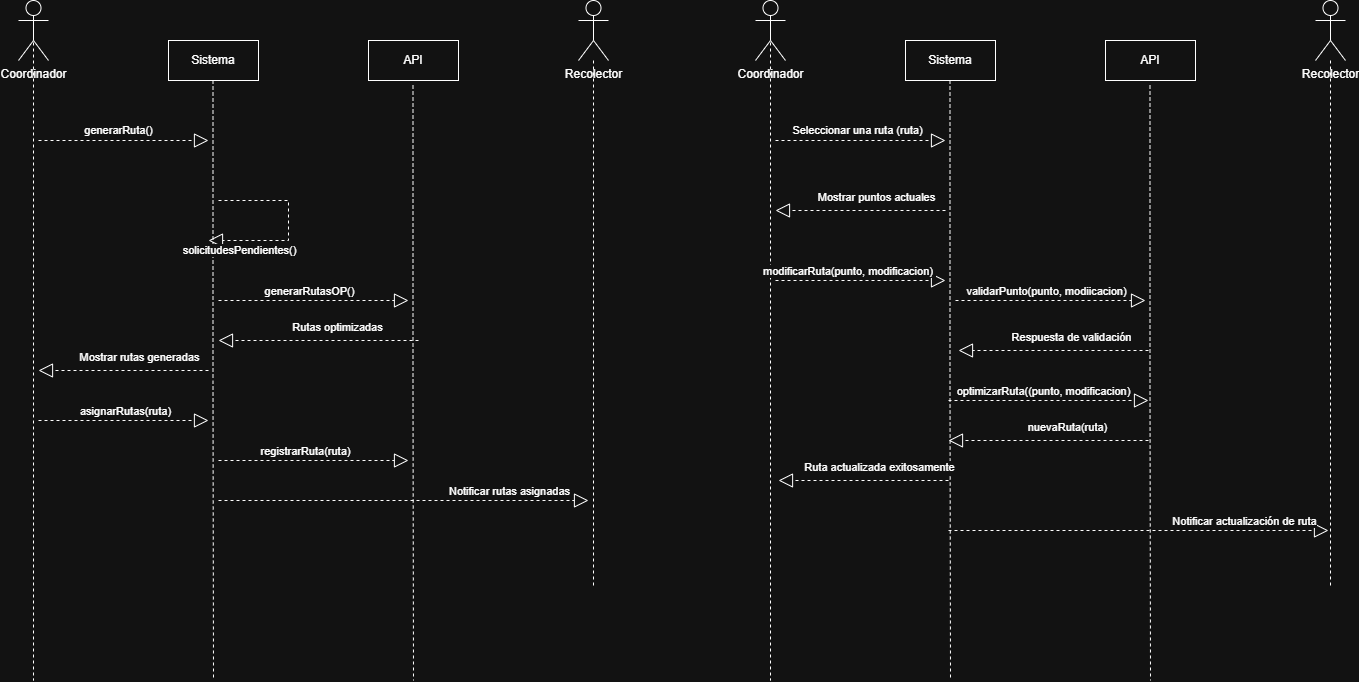 Coordinador
Sistema
API
Recolector
generarRuta()
solicitudesPendientes()
generarRutasOP()
Rutas optimizadas
Mostrar rutas generadas
asignarRutas(ruta)
registrarRuta(ruta)
Notificar rutas asignadas
Coordinador
Sistema
API
Recolector
Seleccionar una ruta (ruta)
Mostrar puntos actuales
modificarRuta(punto, modificacion)
validarPunto(punto, modiicacion)
Respuesta de validación
optimizarRuta((punto, modificacion)
nuevaRuta(ruta)
Ruta actualizada exitosamente
Notificar actualización de ruta